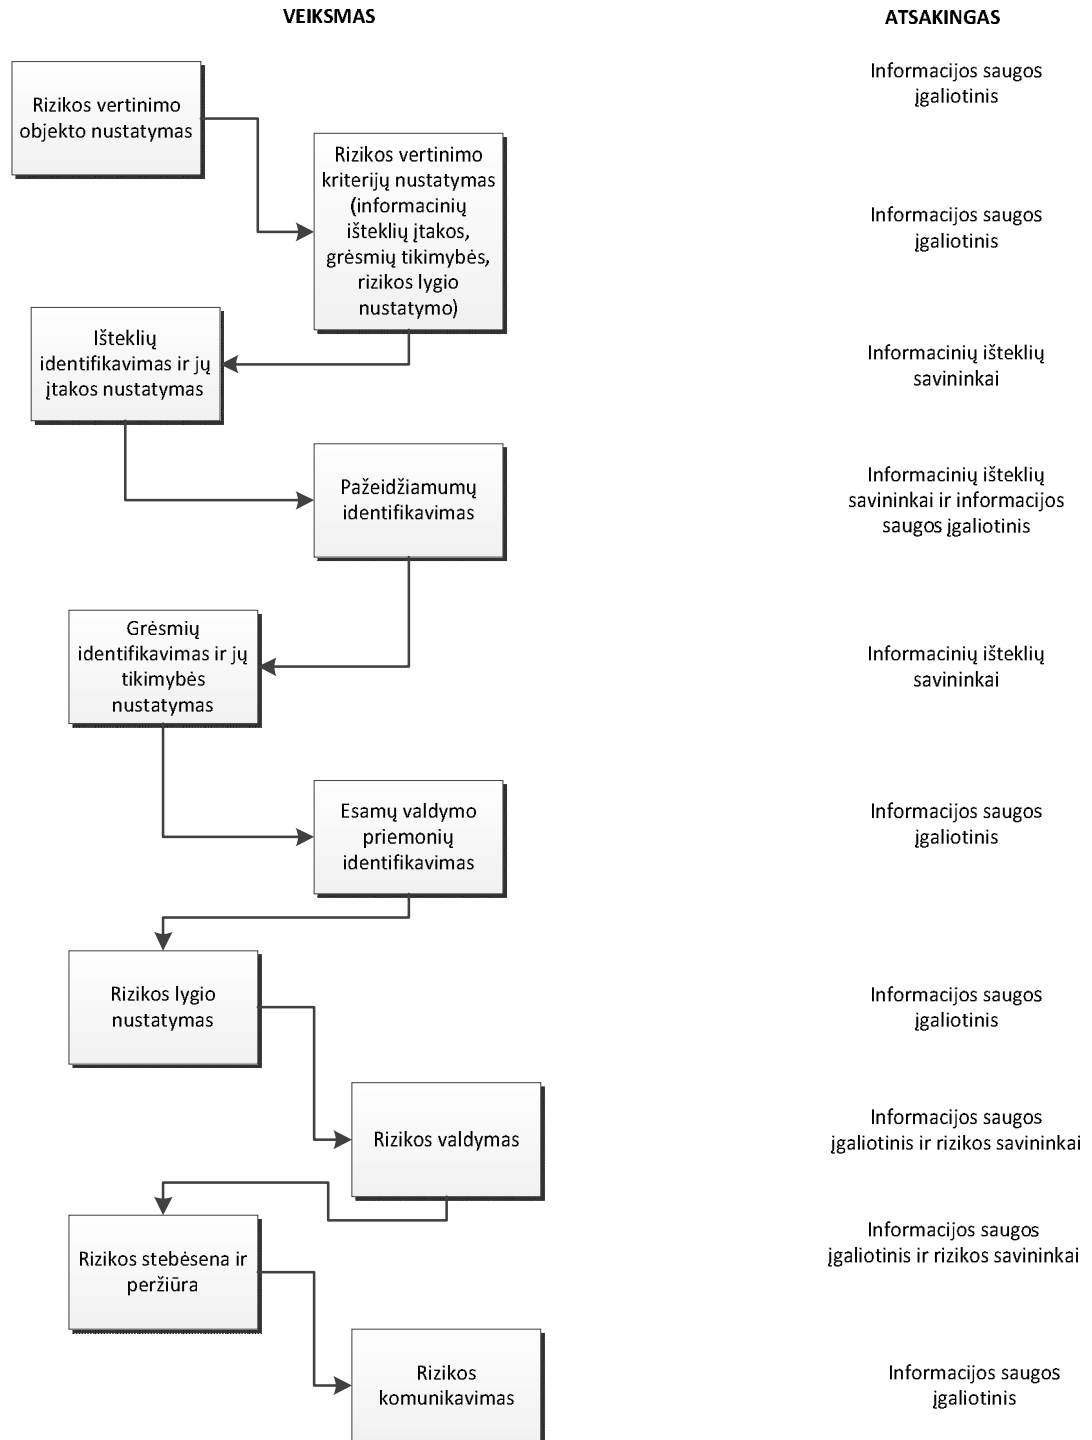 VEIKSMAS
ATSAKINGAS
Rizikos vertinimo
objekto nustatymas
Informacijos saugos
įgaliotinis
Rizikos vertinimo
kriterijų nustatymas
(informacinių
išteklių įtakos,
grėsmių tikimybės,
rizikos lygio
nustatymo)
Informacijos saugos
įgaliotinis
Išteklių
identifikavimas ir jų
įtakos nustatymas
Informacinių išteklių
savininkai
Pažeidžiamumų
identifikavimas
Informacinių išteklių
savininkai ir informacijos
saugos įgaliotinis
Grėsmių
identifikavimas ir jų
tikimybės
nustatymas
Informacinių išteklių
savininkai
Esamų valdymo
priemonių
identifikavimas
Informacijos saugos
įgaliotinis
Rizikos lygio
nustatymas
Informacijos saugos
įgaliotinis
Rizikos valdymas
Informacijos saugos
įgaliotinis ir rizikos savininkai
Rizikos stebėsena ir
peržiūra
Informacijos saugos
įgaliotinis ir rizikos savininkai
Rizikos
komunikavimas
Informacijos saugos
įgaliotinis